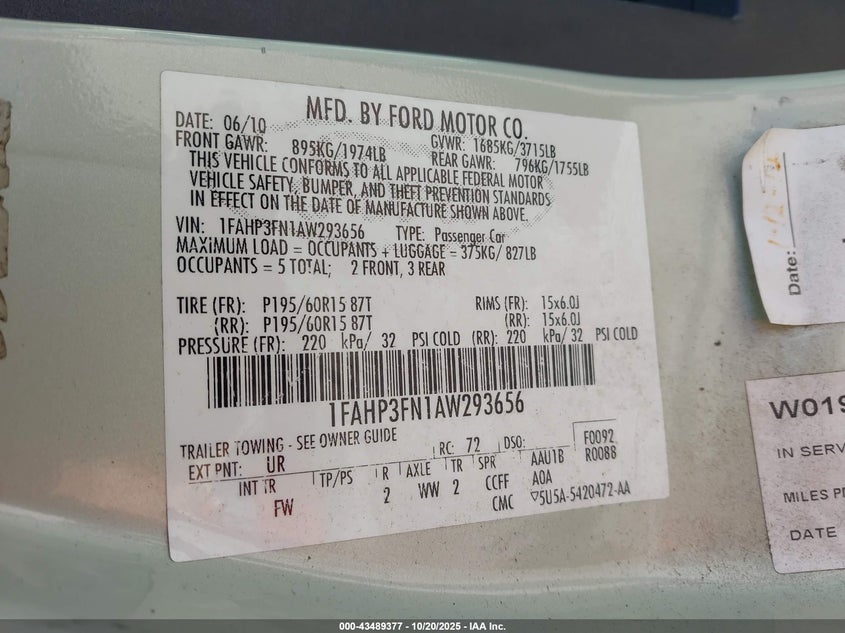 MFD. BY FORD MOTOR CO.
DATE: 06/10 GVWR: 1685KG/3715LB
FRONT GAWR: 895KG/1974LB REAR GAWR: 796KG/1755LB
THIS VEHICLE CONFORMS TO ALL APPLICABLE FEDERAL MOTOR
VEHICLE SAFETY, BUMPER, AND THEFT PREVENTION STANDARDS
IN EFFECT ON THE DATE OF MANUFACTURE SHOWN ABOVE.
VIN: 1FAHP3FN1AW293656 TYPE: Passenger Car
MAXIMUM LOAD = OCCUPANTS + LUGGAGE = 375KG/ 827LB
OCCUPANTS = 5 TOTAL; 2 FRONT, 3 REAR
TIRE (FR): P195/60R15 87T RIMS (FR): 15x6.0J
(RR): P195/60R15 87T (RR): 15x6.0J
PRESSURE (FR): 220 kPa/ 32 PSI COLD (RR): 220 kPa/ 32 PSI COLD
1FAHP3FN1AW293656
TRAILER TOWING - SEE OWNER GUIDE
RC: 72 DSO: F0092
EXT PNT: UR AAU1B R0088
INT TR TP/PS R AXLE TR SPR
FW 2 WW 2 CCFF A0A
CMC ▽5U5A-5420472-AA
Date:
W019
IN SERV
MILES P
DATE
000-43489377 - 10/20/2025 - IAA Inc.